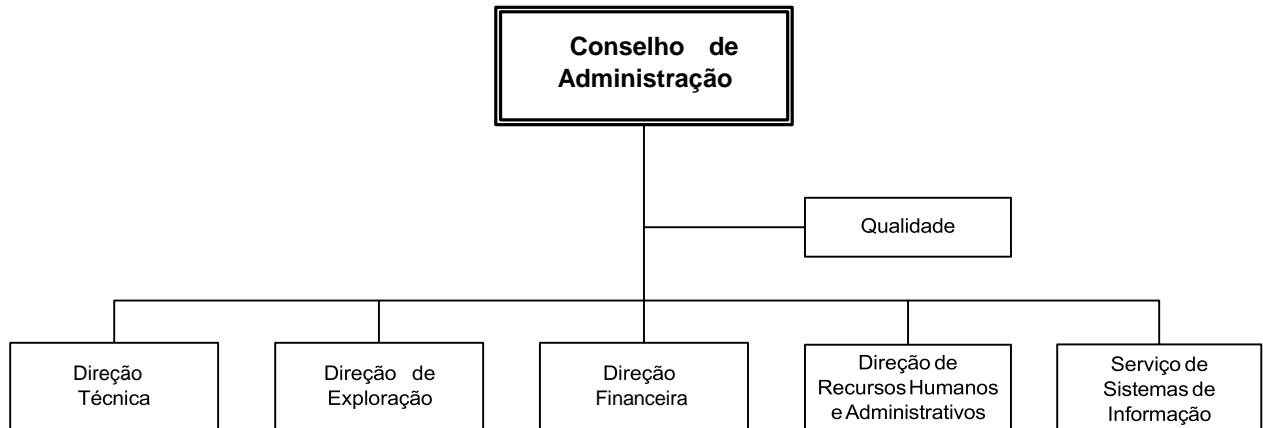 Conselho de
Administração
Qualidade
Direção
Técnica
Direção de
Exploração
Direção
Financeira
Direção de
Recursos Humanos
e Administrativos
Serviço de
Sistemas de
Informação